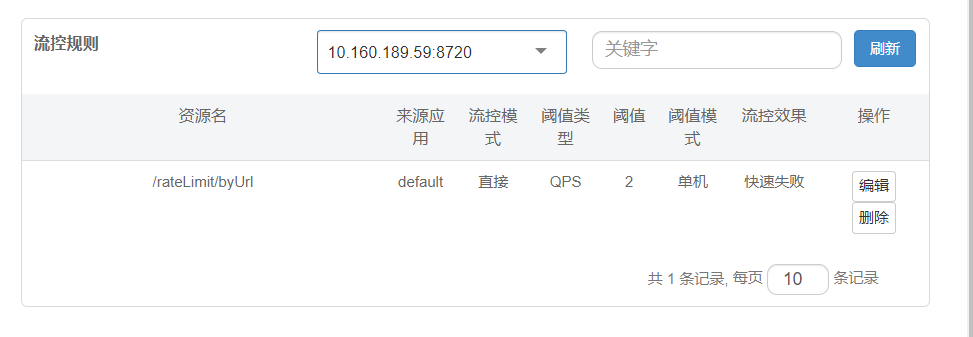 流控规则 10.160.189.59:8720 关键字 刷新
资源名 来源应用 流控模式 阈值类型 阈值 阈值模式 流控效果 操作
/rateLimit/byUrl default 直接 QPS 2 单机 快速失败 编辑
删除
共 1 条记录, 每页 10 条记录